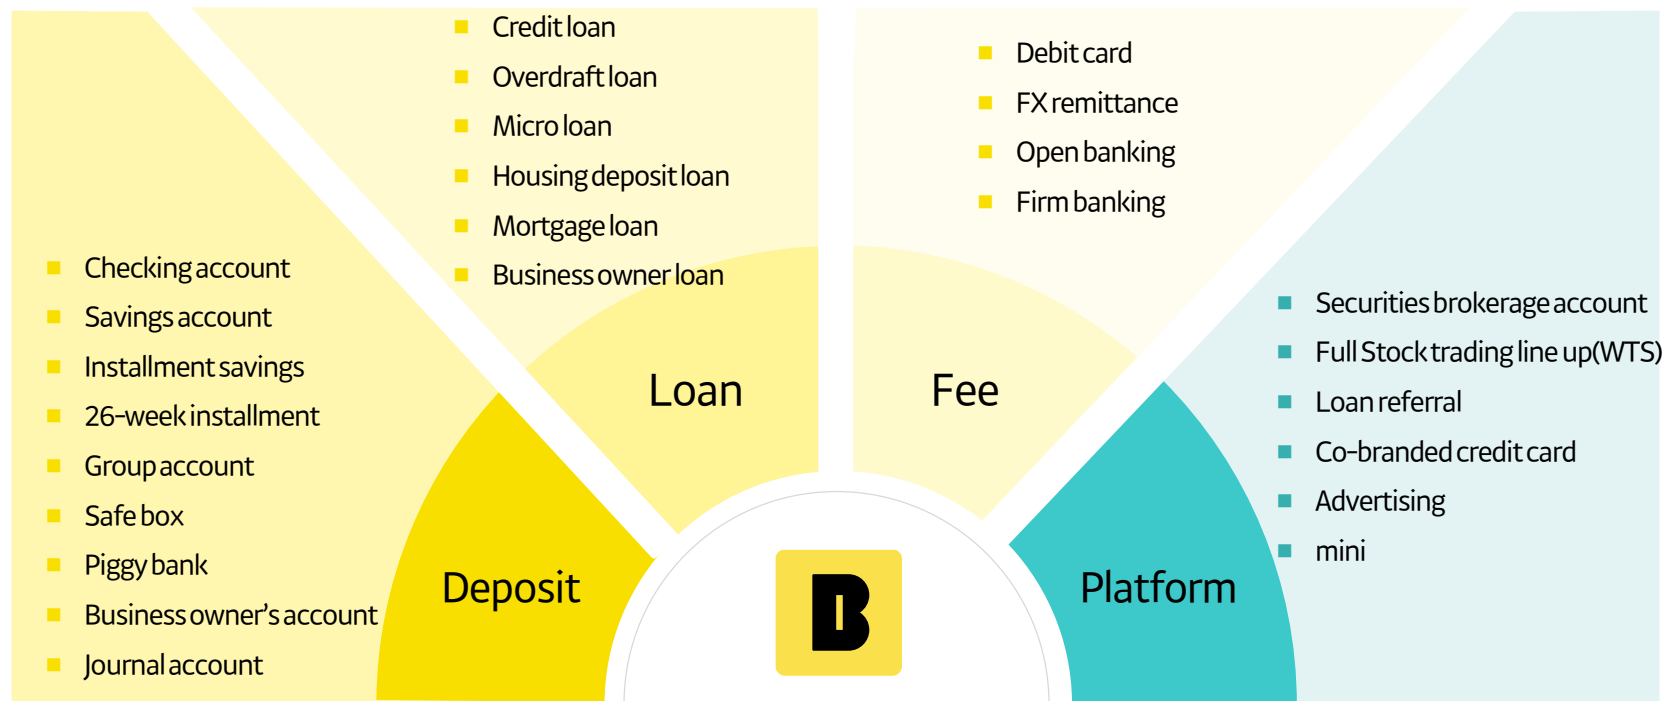 Checking account
Savings account
Installment savings
26-week installment
Group account
Safe box
Piggy bank
Business owner's account
Journal account
Deposit
Credit loan
Overdraft loan
Micro loan
Housing deposit loan
Mortgage loan
Business owner loan
Loan
Debit card
FX remittance
Open banking
Firm banking
Fee
Securities brokerage account
Full Stock trading line up(WTS)
Loan referral
Co-branded credit card
Advertising
mini
Platform
B